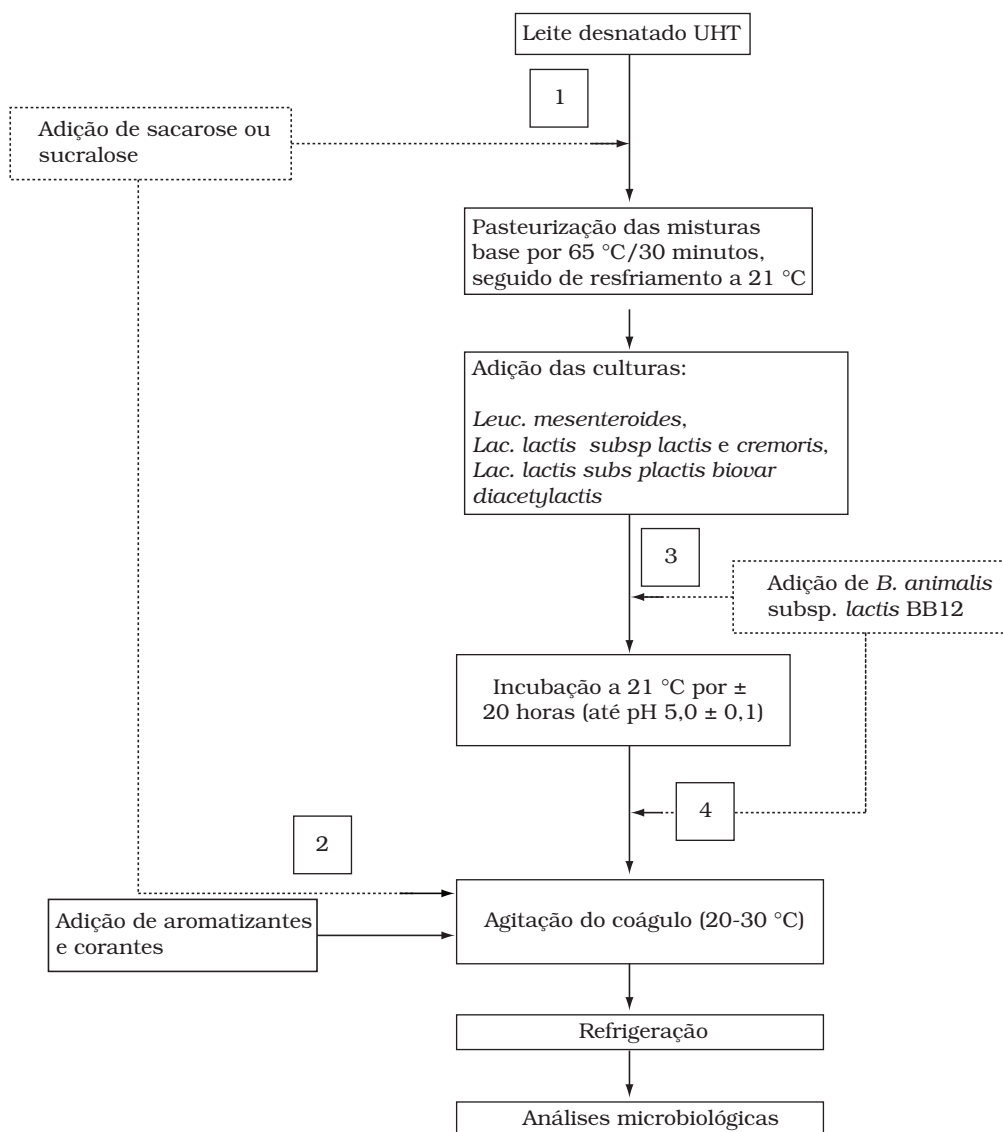 Leite desnatado UHT
1
Adição de sacarose ou
sucralose
Pasteurização das misturas
base por 65 °C/30 minutos,
seguido de resfriamento a 21 °C
Adição das culturas:
Leuc. mesenteroides,
Lac. lactis subsp lactis e cremoris,
Lac. lactis subs plactis biovar
diacetylactis
3
Adição de B. animalis
subsp. lactis BB12
Incubação a 21 °C por ±
20 horas (até pH 5,0 ± 0,1)
4
2
Adição de aromatizantes
e corantes
Agitação do coágulo (20-30 °C)
Refrigeração
Análises microbiológicas